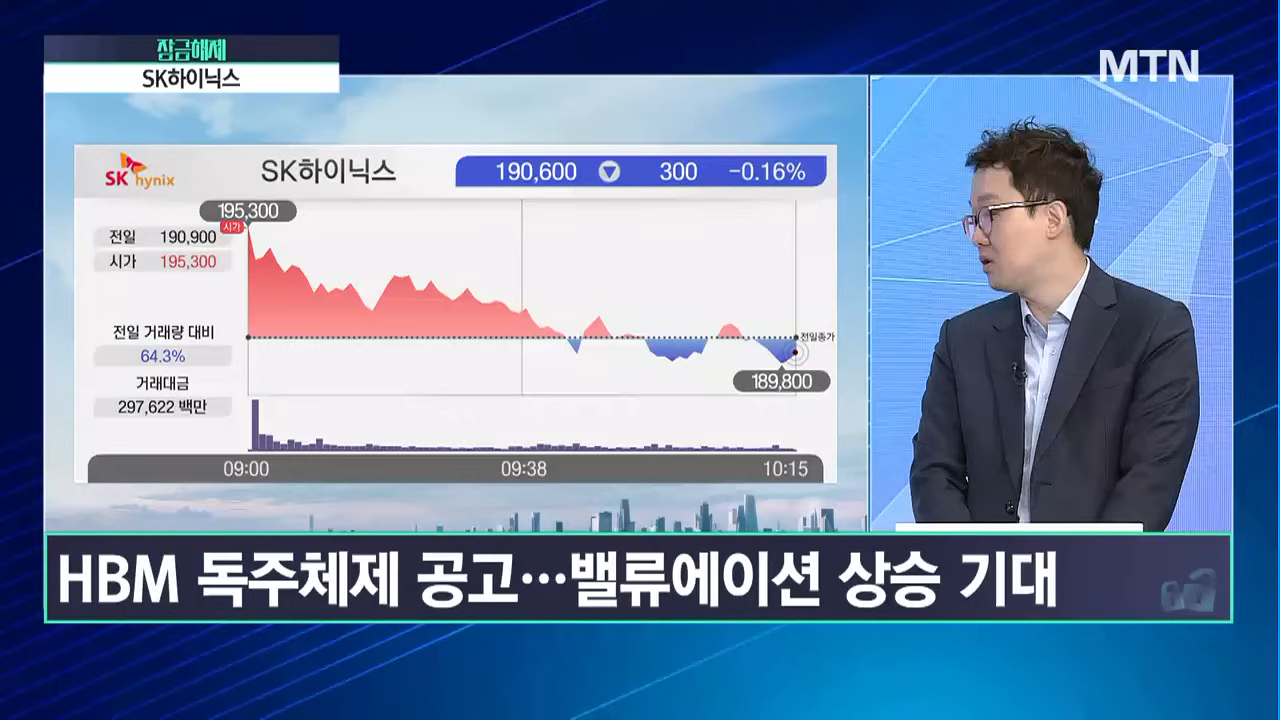 잠금해제
SK하이닉스
MTN
SK hynix
SK하이닉스
190,600 ▼ 300 -0.16%
195,300
시가
전일 190,900
시가 195,300
전일 거래량 대비
64.3%
거래대금
297,622 백만
전일종가
189,800
09:00 09:38 10:15
HBM 독주체제 공고…밸류에이션 상승 기대